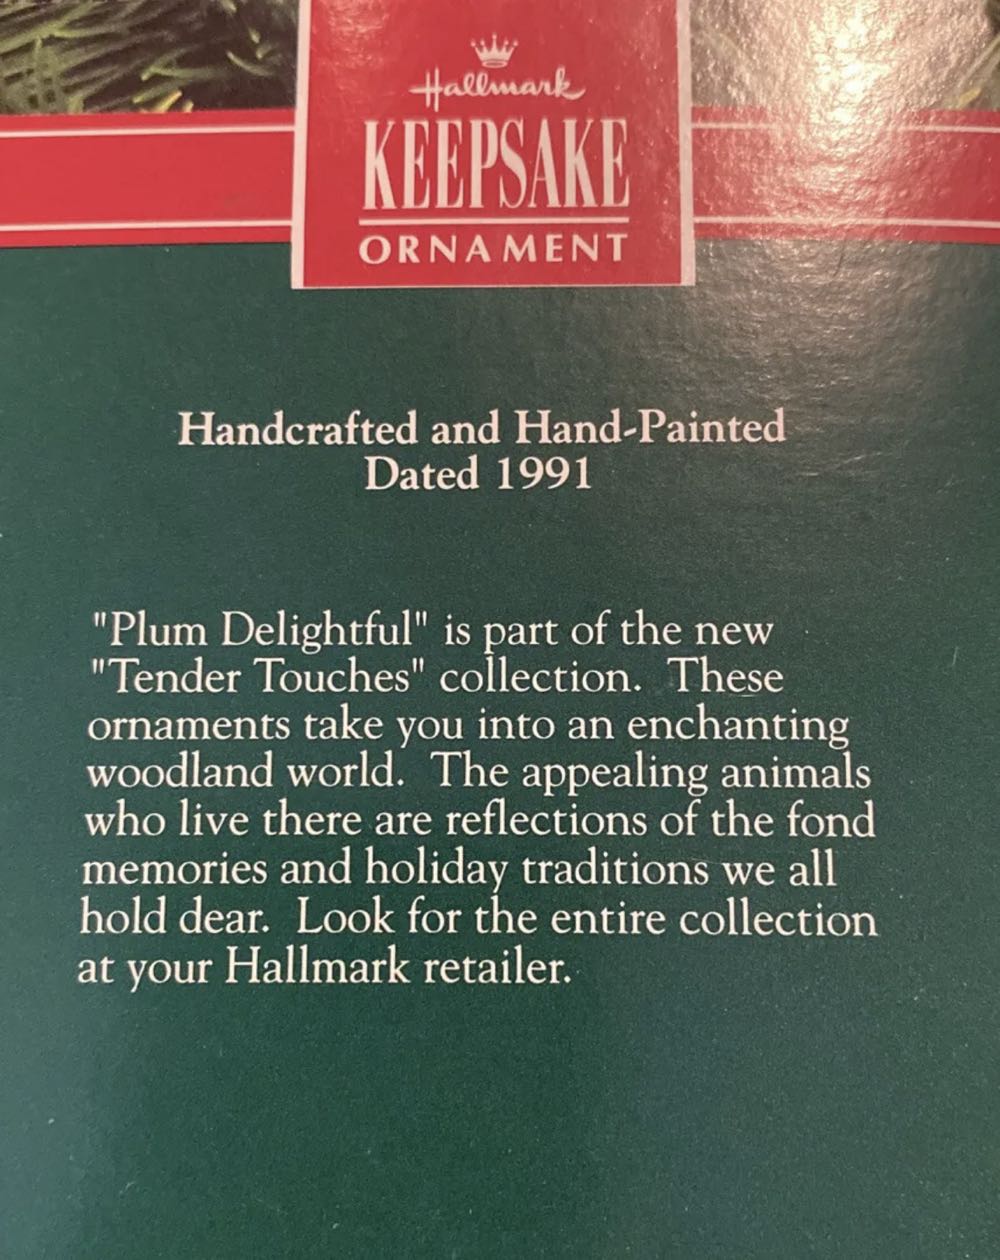 Hallmark
KEEPSAKE
ORNAMENT
Handcrafted and Hand-Painted
Dated 1991
"Plum Delightful" is part of the new
"Tender Touches" collection. These
ornaments take you into an enchanting
woodland world. The appealing animals
who live there are reflections of the fond
memories and holiday traditions we all
hold dear. Look for the entire collection
at your Hallmark retailer.